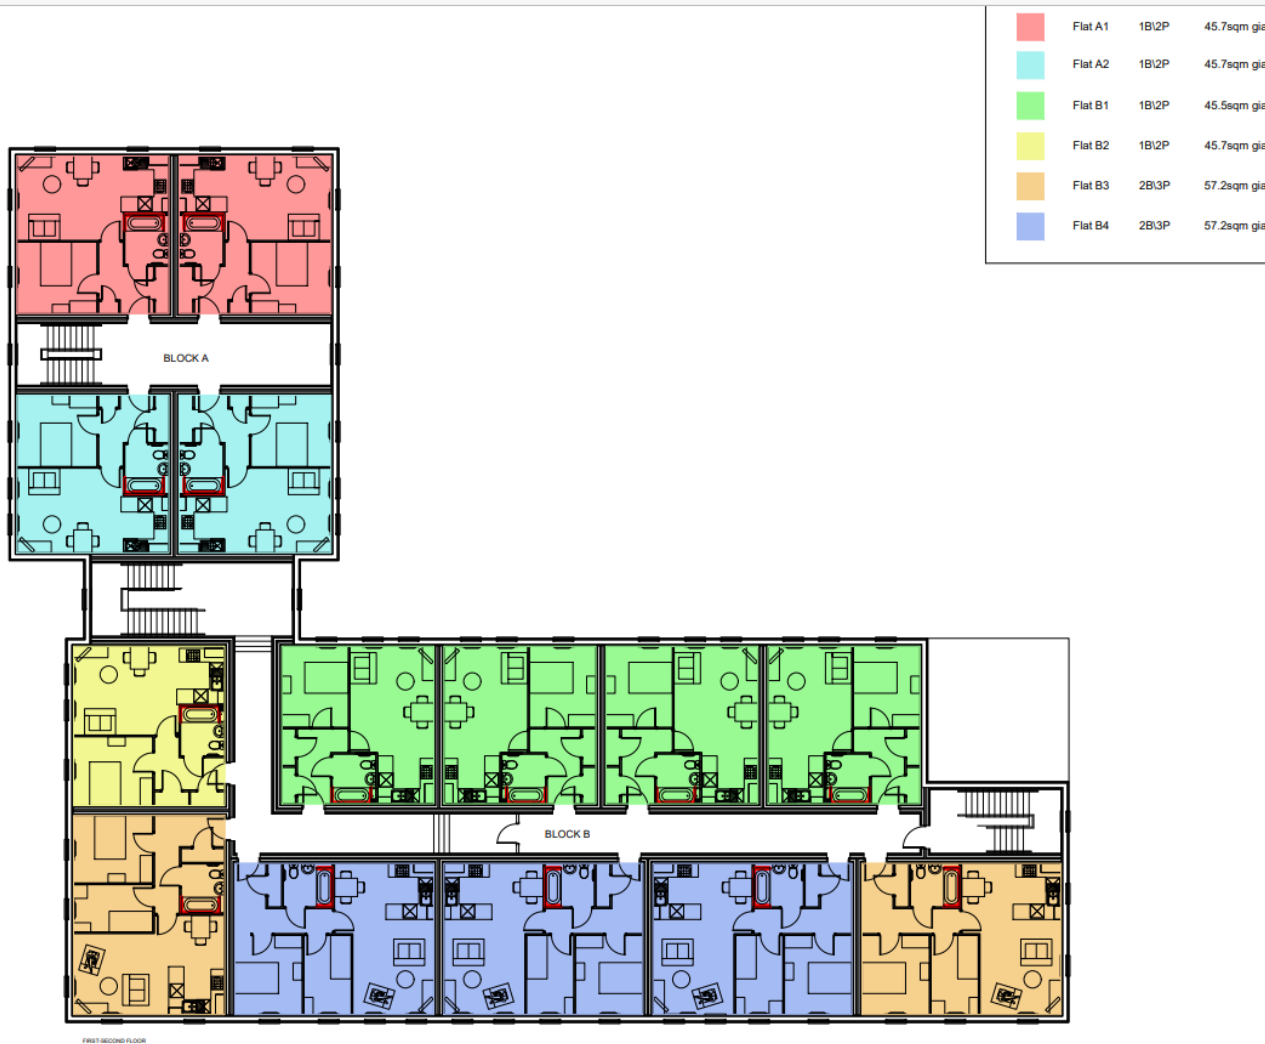 Flat A1 1B\2P 45.7sqm gia
Flat A2 1B\2P 45.7sqm gia
Flat B1 1B\2P 45.5sqm gia
Flat B2 1B\2P 45.7sqm gia
Flat B3 2B\3P 57.2sqm gia
Flat B4 2B\3P 57.2sqm gia
BLOCK A
BLOCK B
FIRST-SECOND FLOOR